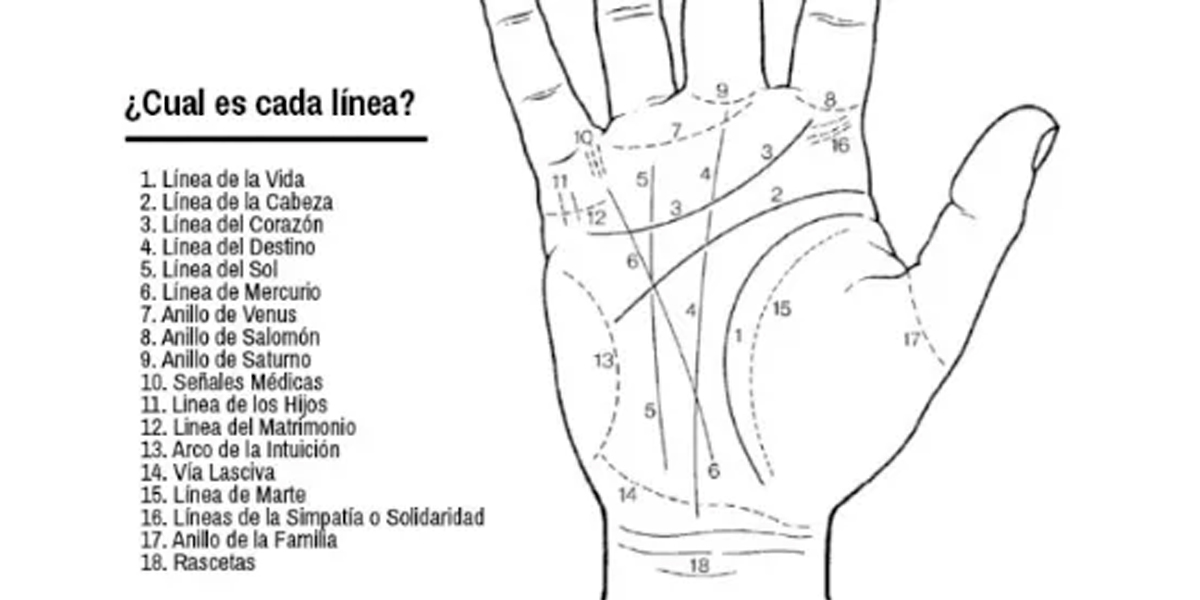 ¿Cual es cada línea?
1. Línea de la Vida
2. Línea de la Cabeza
3. Línea del Corazón
4. Línea del Destino
5. Línea del Sol
6. Línea de Mercurio
7. Anillo de Venus
8. Anillo de Salomón
9. Anillo de Saturno
10. Señales Médicas
11. Linea de los Hijos
12. Linea del Matrimonio
13. Arco de la Intuición
14. Vía Lasciva
15. Línea de Marte
16. Líneas de la Simpatía o Solidaridad
17. Anillo de la Familia
18. Rascetas
9
8
7
10
16
3
4
5
11
2
3
12
6
15
4
1
17
13
5
6
14
18